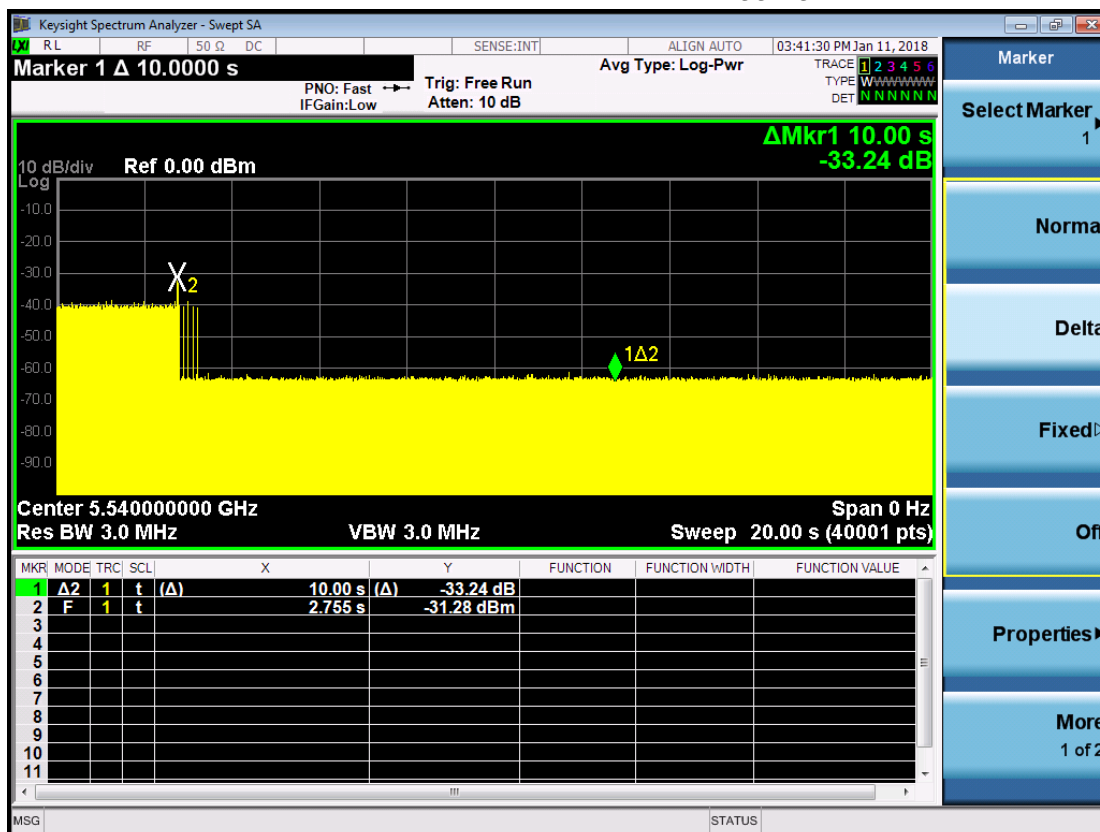 Keysight Spectrum Analyzer - Swept SA
LXI RL RF 50 Ω DC SENSE:INT ALIGN AUTO 03:41:30 PM Jan 11, 2018
Marker 1 Δ 10.0000 s
PNO: Fast
IFGain:Low
Trig: Free Run
Atten: 10 dB
Avg Type: Log-Pwr
TRACE 1 2 3 4 5 6
TYPE WWWWWW
DET N N N N N N
ΔMkr1 10.00 s
-33.24 dB
10 dB/div Ref 0.00 dBm
Log
-10.0
-20.0
-30.0
-40.0
-50.0
-60.0
-70.0
-80.0
-90.0
X2
1Δ2
Center 5.540000000 GHz Span 0 Hz
Res BW 3.0 MHz VBW 3.0 MHz Sweep 20.00 s (40001 pts)
MKR MODE TRC SCL X Y FUNCTION FUNCTION WIDTH FUNCTION VALUE
1 Δ2 1 t (Δ) 10.00 s (Δ) -33.24 dB
2 F 1 t 2.755 s -31.28 dBm
3
4
5
6
7
8
9
10
11
MSG STATUS
Marker
Select Marker
1
Norma
Delta
Fixed
Off
Properties
More
1 of 2